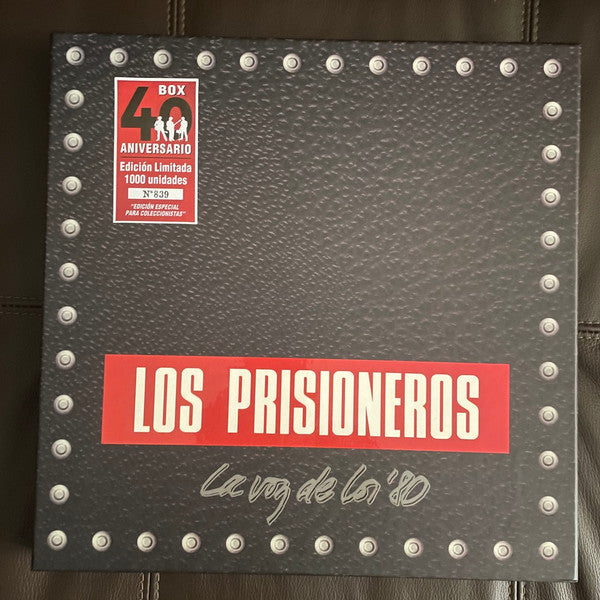 BOX
40
ANIVERSARIO
Edición Limitada
1000 unidades
Nº839
"EDICIÓN ESPECIAL
PARA COLECCIONISTAS"
LOS PRISIONEROS
La voz de los '80